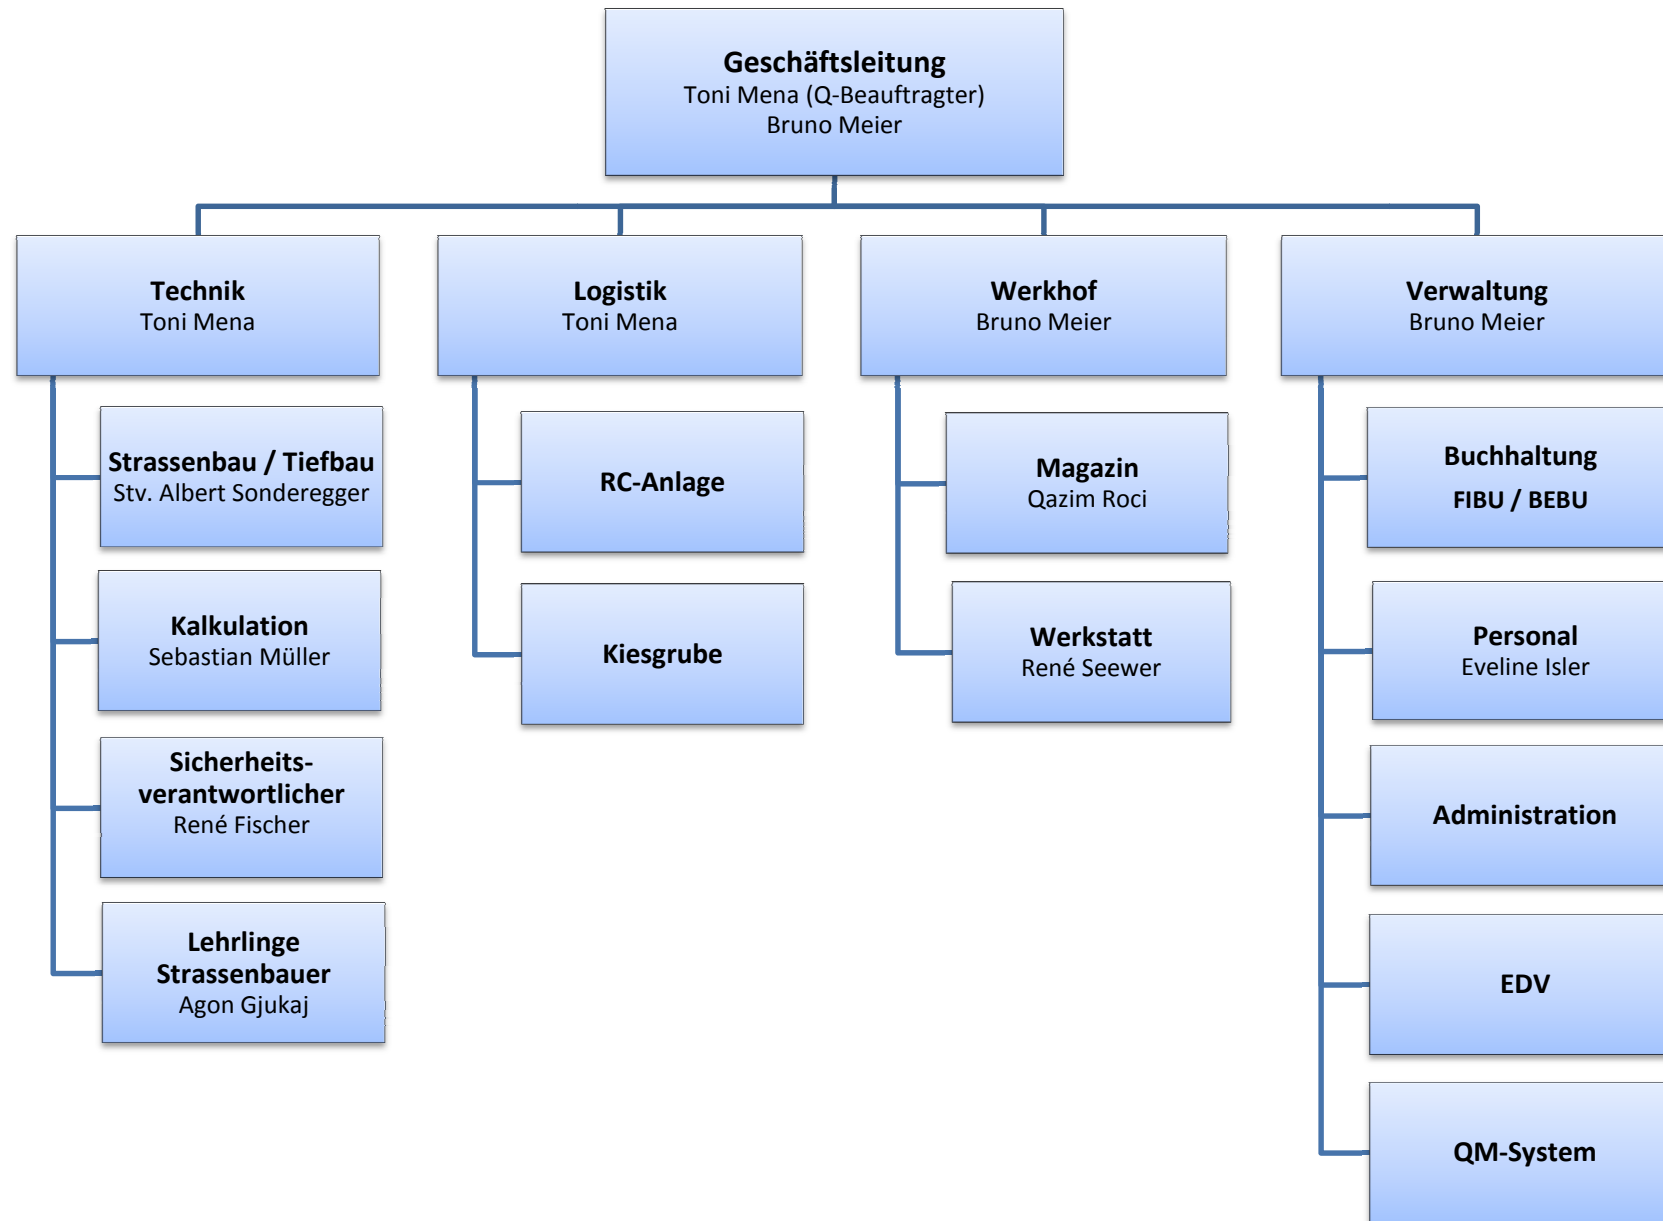 Geschäftsleitung
Toni Mena (Q-Beauftragter)
Bruno Meier
Technik
Toni Mena
Strassenbau / Tiefbau
Stv. Albert Sonderegger
Kalkulation
Sebastian Müller
Sicherheits-
verantwortlicher
René Fischer
Lehrlinge
Strassenbauer
Agon Gjukaj
Logistik
Toni Mena
RC-Anlage
Kiesgrube
Werkhof
Bruno Meier
Magazin
Qazim Roci
Werkstatt
René Seewer
Verwaltung
Bruno Meier
Buchhaltung
FIBU / BEBU
Personal
Eveline Isler
Administration
EDV
QM-System